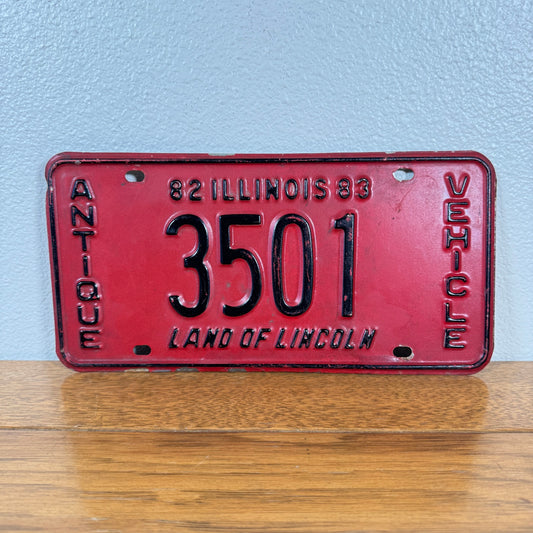 82 ILLINOIS 83
ANTIQUE
3501
VEHICLE
LAND OF LINCOLN